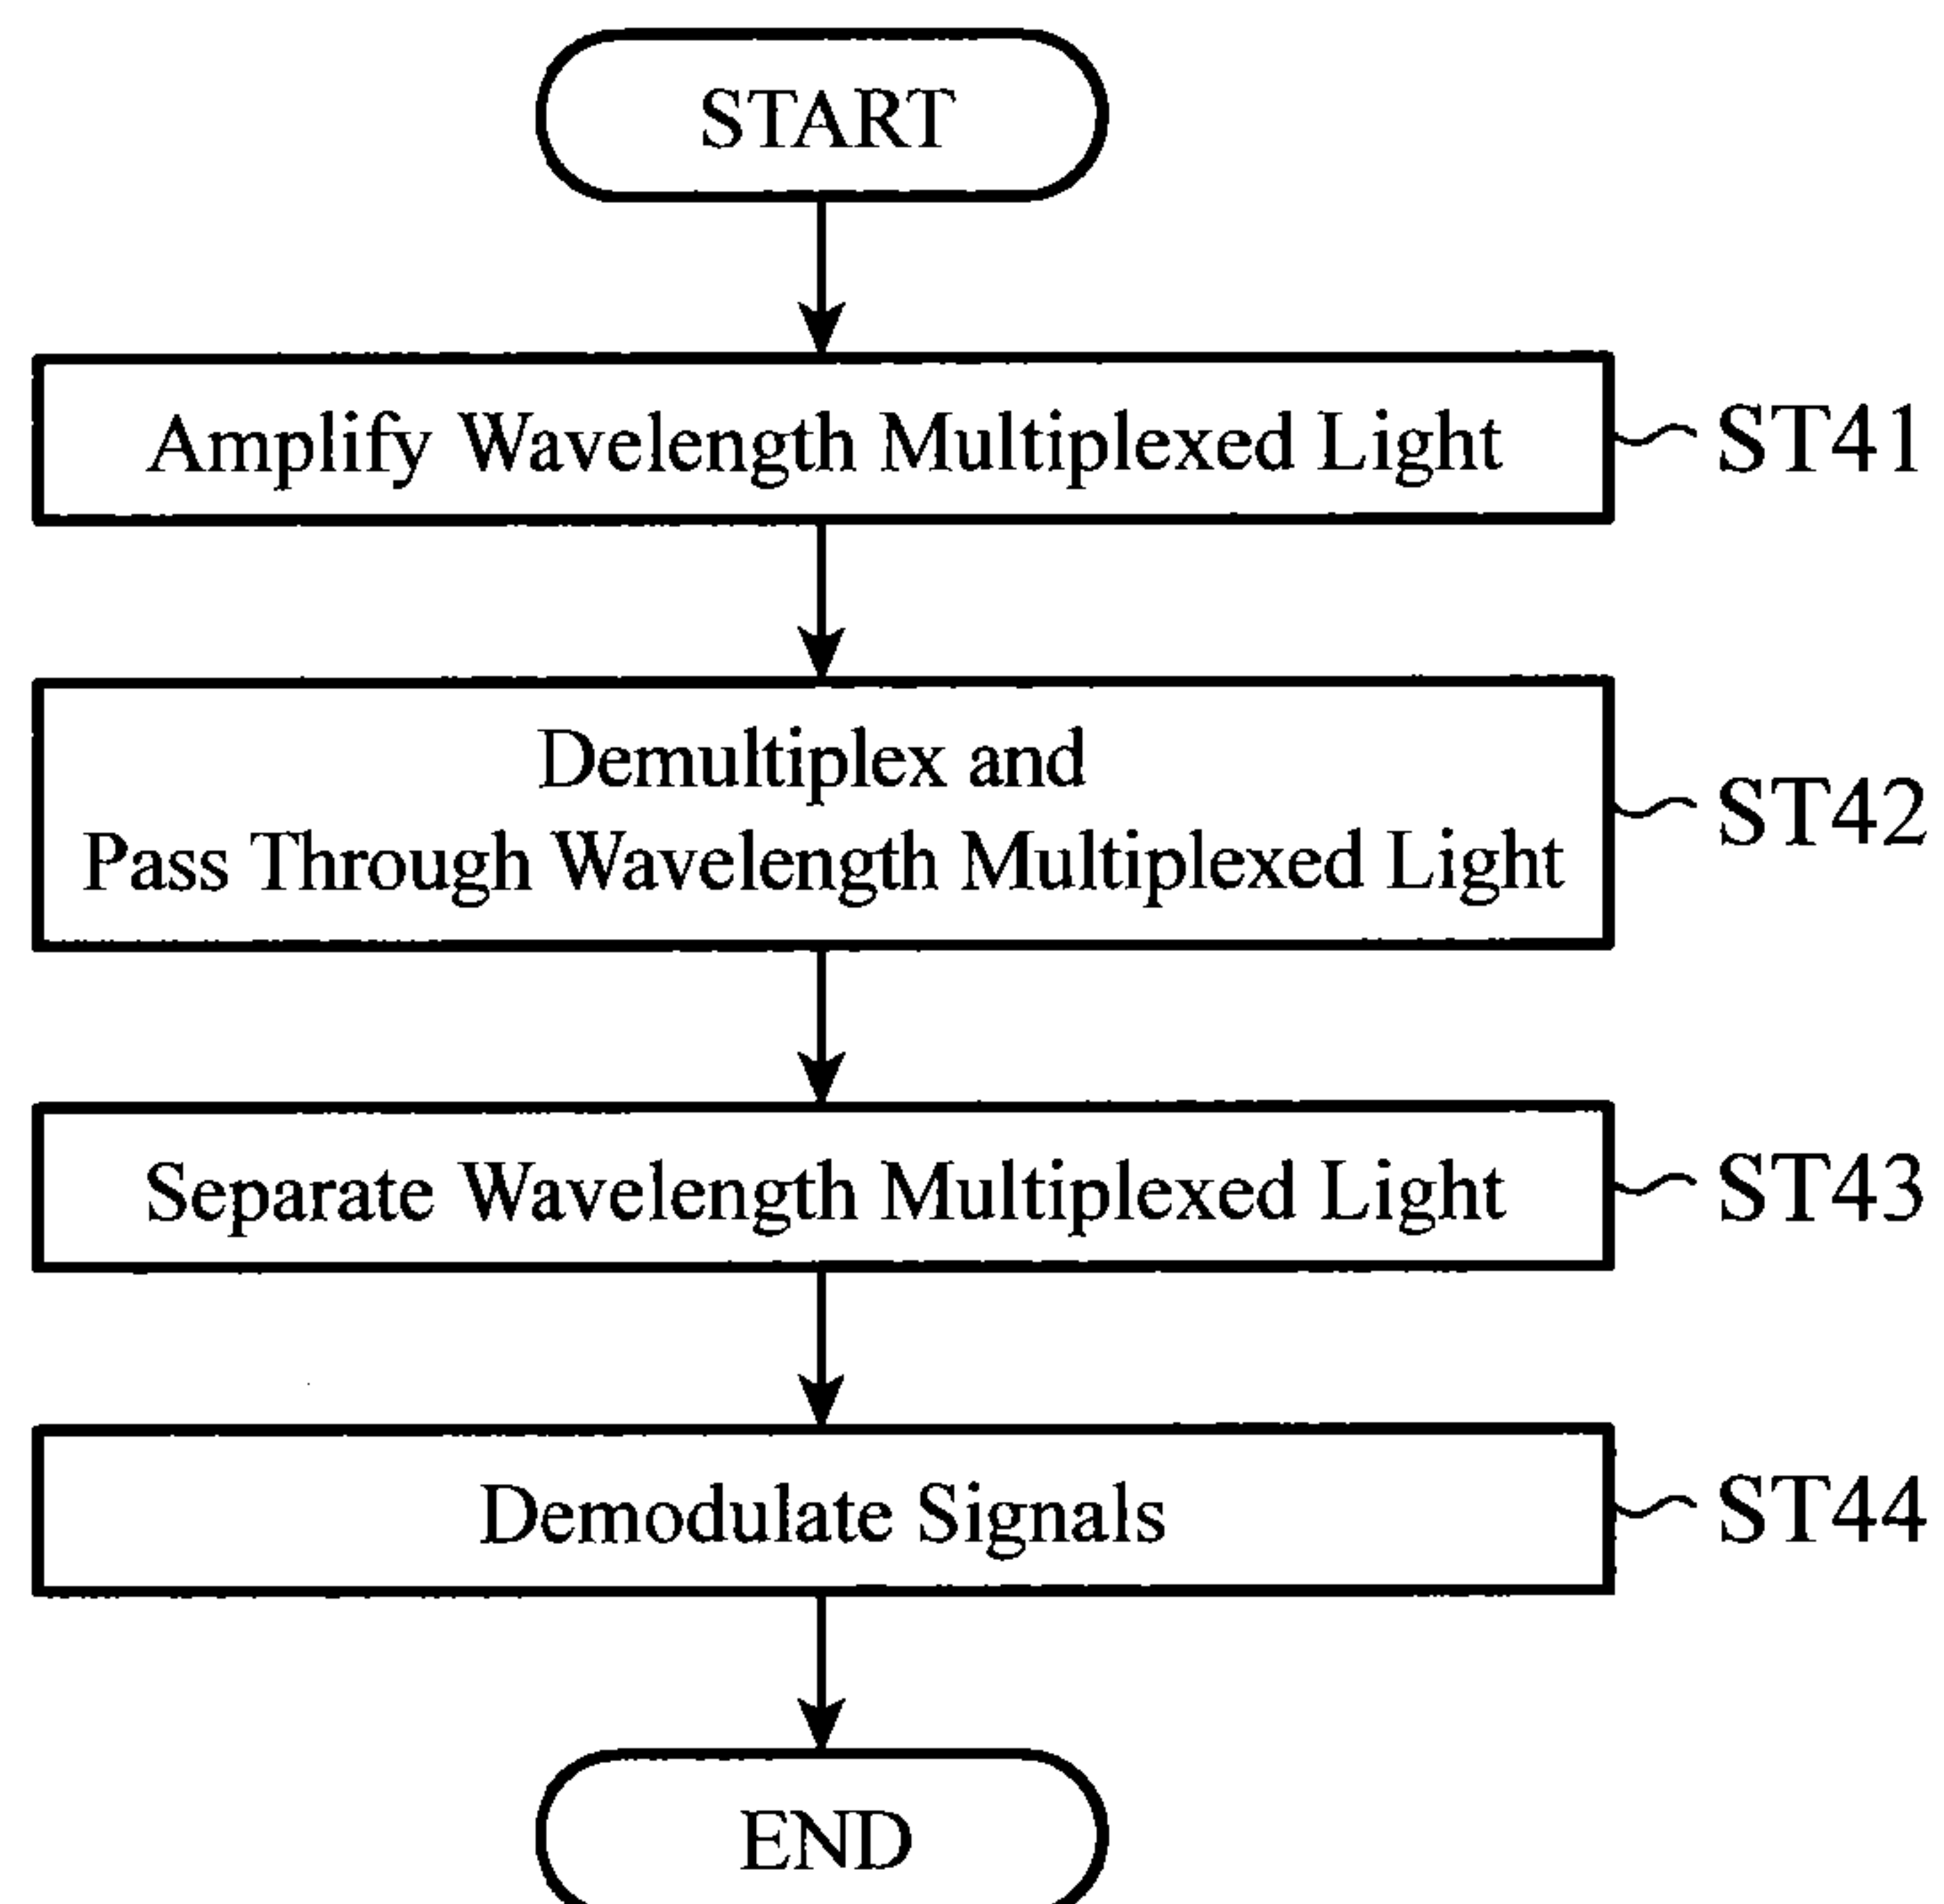 START
Amplify Wavelength Multiplexed Light
ST41
Demultiplex and
Pass Through Wavelength Multiplexed Light
ST42
Separate Wavelength Multiplexed Light
ST43
Demodulate Signals
ST44
END